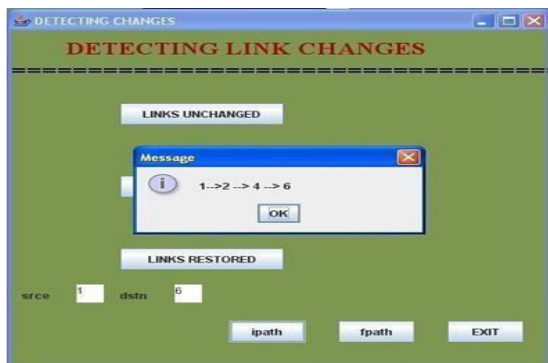 DETECTING CHANGES
DETECTING LINK CHANGES
LINKS UNCHANGED
Message
1-->2 --> 4 --> 6
OK
LINKS RESTORED
srce 1 dstn 6
ipath fpath EXIT